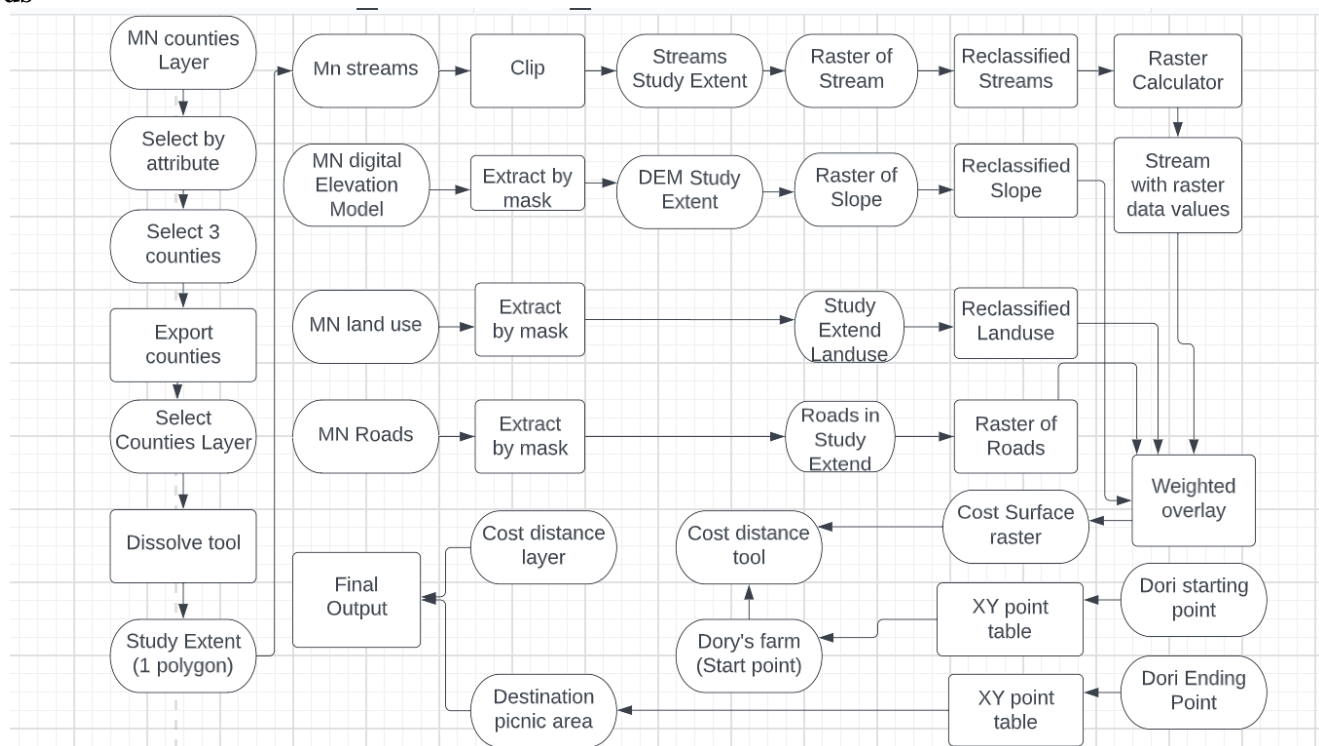 MN counties
Layer
Select by
attribute
Select 3
counties
Export
counties
Select
Counties Layer
Dissolve tool
Study Extent
(1 polygon)
Mn streams
Clip
Streams
Study Extent
Raster of
Stream
Reclassified
Streams
Raster
Calculator
MN digital
Elevation
Model
Extract by
mask
DEM Study
Extent
Raster of
Slope
Reclassified
Slope
Stream
with raster
data values
MN land use
Extract
by mask
Study
Extend
Landuse
Reclassified
Landuse
MN Roads
Extract
by mask
Roads in
Study
Extend
Raster of
Roads
Weighted
overlay
Cost Surface
raster
Cost distance
tool
Cost distance
layer
Final
Output
Dori starting
point
XY point
table
Dory's farm
(Start point)
Dori Ending
Point
XY point
table
Destination
picnic area